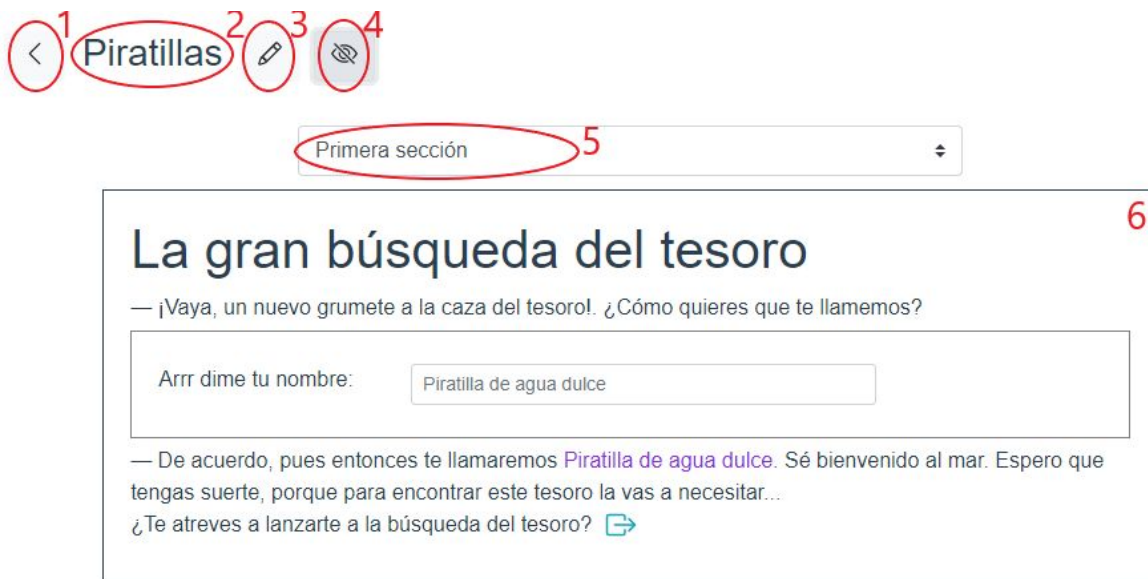 1 2 3 4
Piratillas
Primera sección 5
6
La gran búsqueda del tesoro
— ¡Vaya, un nuevo grumete a la caza del tesoro!. ¿Cómo quieres que te llamemos?
Arrr dime tu nombre: Piratilla de agua dulce
— De acuerdo, pues entonces te llamaremos Piratilla de agua dulce. Sé bienvenido al mar. Espero que
tengas suerte, porque para encontrar este tesoro la vas a necesitar...
¿Te atreves a lanzarte a la búsqueda del tesoro?